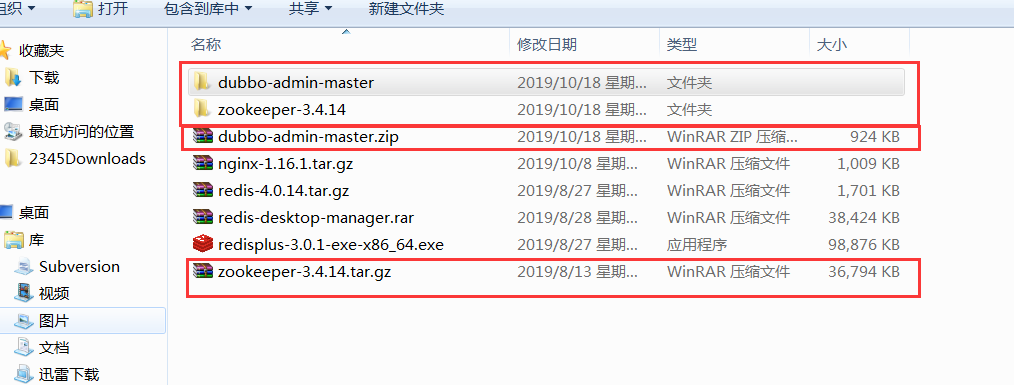 组织 打开 包含到库中 共享 新建文件夹
收藏夹
下载
桌面
最近访问的位置
2345Downloads
桌面
库
Subversion
视频
图片
文档
迅雷下载
名称 修改日期 类型 大小
dubbo-admin-master 2019/10/18 星期... 文件夹
zookeeper-3.4.14 2019/10/18 星期... 文件夹
dubbo-admin-master.zip 2019/10/18 星期... WinRAR ZIP 压缩... 924 KB
nginx-1.16.1.tar.gz 2019/10/8 星期... WinRAR 压缩文件 1,009 KB
redis-4.0.14.tar.gz 2019/8/27 星期... WinRAR 压缩文件 1,701 KB
redis-desktop-manager.rar 2019/8/28 星期... WinRAR 压缩文件 38,424 KB
redisplus-3.0.1-exe-x86_64.exe 2019/8/27 星期... 应用程序 98,876 KB
zookeeper-3.4.14.tar.gz 2019/8/13 星期... WinRAR 压缩文件 36,794 KB